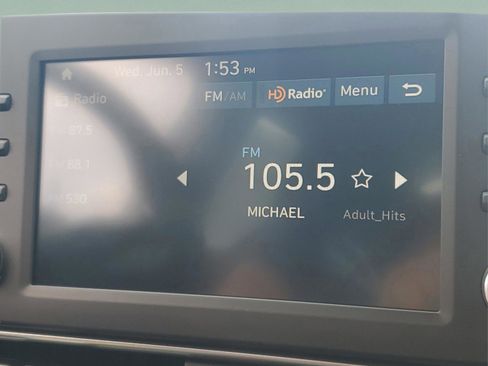 Wed. Jun. 5 1:53 PM
Radio FM/AM HD Radio® Menu
87.5
FM
88.1
105.5
530
MICHAEL Adult_Hits